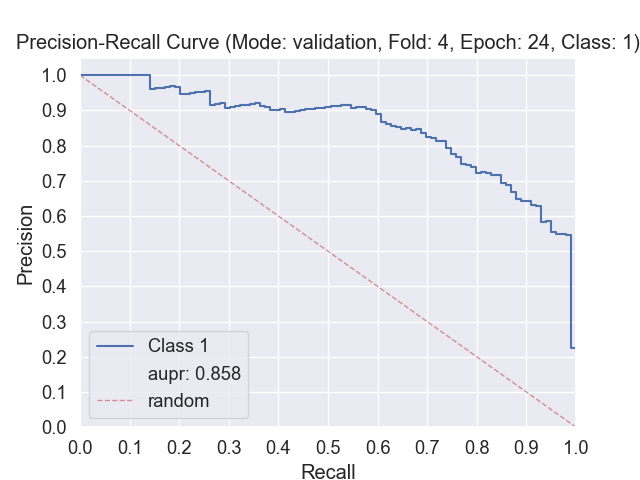 Precision-Recall Curve (Mode: validation, Fold: 4, Epoch: 24, Class: 1)
1.0
0.9
0.8
0.7
0.6
0.5
0.4
0.3
0.2
0.1
0.0
Precision
Class 1
aupr: 0.858
random
0.0 0.1 0.2 0.3 0.4 0.5 0.6 0.7 0.8 0.9 1.0
Recall